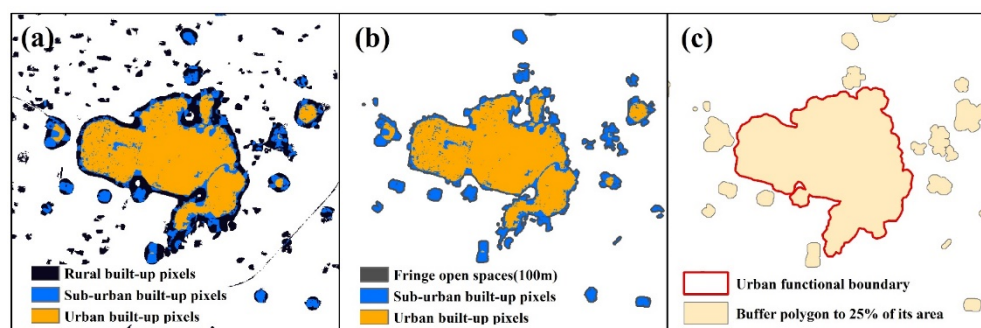 (a)
Rural built-up pixels
Sub-urban built-up pixels
Urban built-up pixels
(b)
Fringe open spaces(100m)
Sub-urban built-up pixels
Urban built-up pixels
(c)
Urban functional boundary
Buffer polygon to 25% of its area